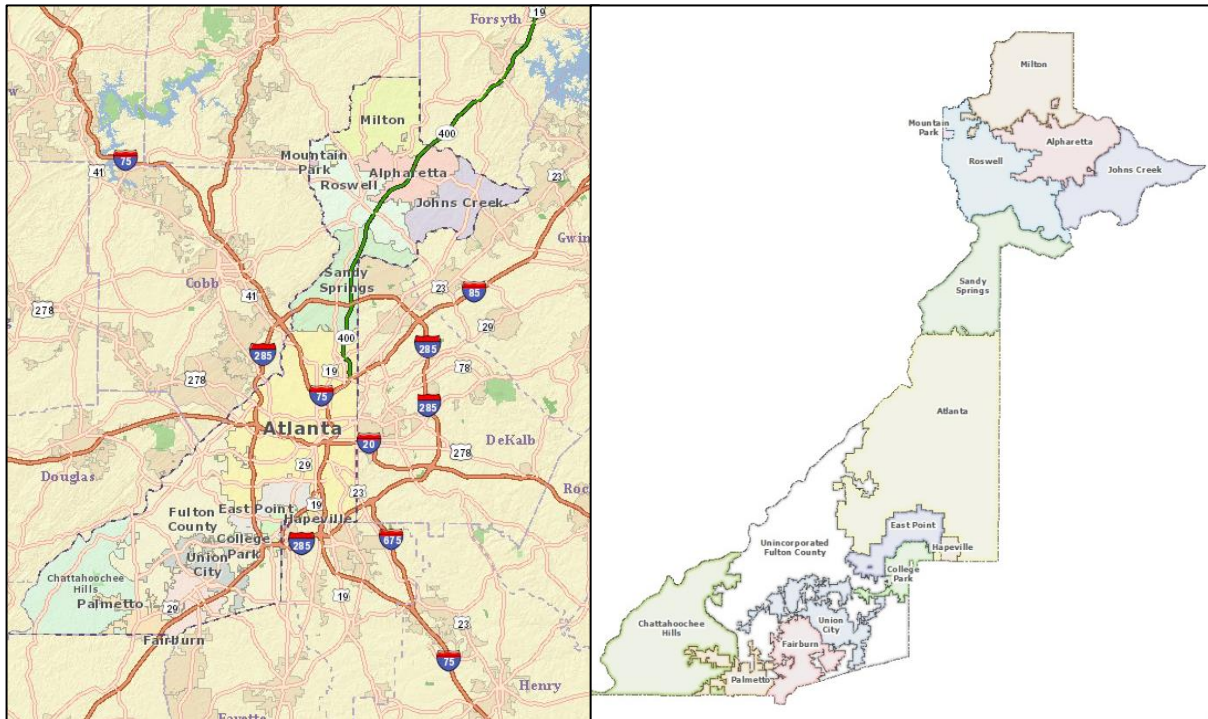 19
Forsyth
Milton
400
75
41
Mountain
Park
Alpharetta
Roswell
23
Johns Creek
Gwin
Cobb
Sandy
Springs
41
23
85
278
29
400
285
285
19
78
278
75
285
Atlanta
20
DeKalb
29
278
Douglas
23
Roc
Fulton
County
East Point
19
Hapeville
College
Park
285
675
Union
City
Chattahoochee
Hills
Palmetto
29
19
23
Fairburn
75
Henry
Fayette
Milton
Mountain
Park
Alpharetta
Roswell
Johns Creek
Sandy
Springs
Atlanta
East Point
Unincorporated
Fulton County
Hapeville
College
Park
Chattahoochee
Hills
Union
City
Fairburn
Palmetto